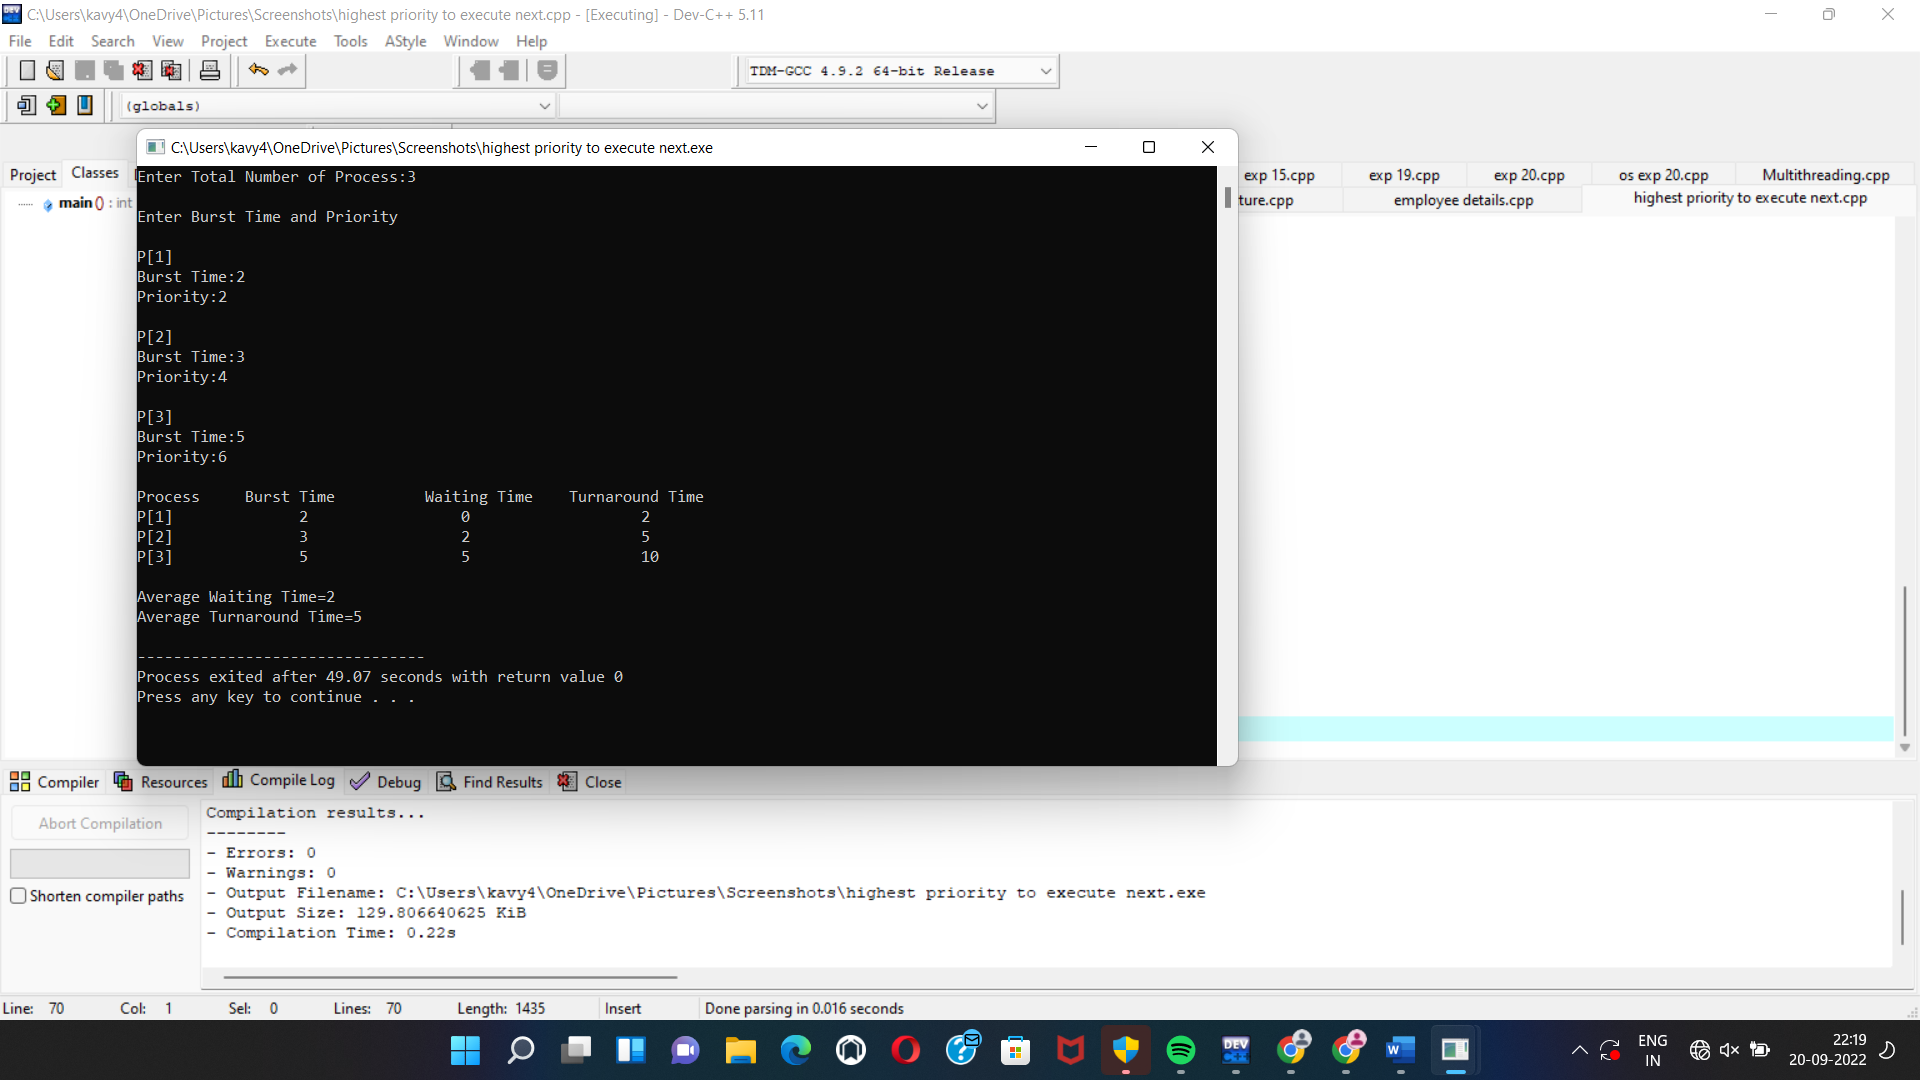 C:\Users\kavy4\OneDrive\Pictures\Screenshots\highest priority to execute next.cpp - [Executing] - Dev-C++ 5.11
File Edit Search View Project Execute Tools AStyle Window Help
TDM-GCC 4.9.2 64-bit Release
(globals)
C:\Users\kavy4\OneDrive\Pictures\Screenshots\highest priority to execute next.exe
Project Classes
exp 15.cpp exp 19.cpp exp 20.cpp os exp 20.cpp Multithreading.cpp
ture.cpp employee details.cpp highest priority to execute next.cpp
main () : int
Enter Total Number of Process:3
Enter Burst Time and Priority
P[1]
Burst Time:2
Priority:2
P[2]
Burst Time:3
Priority:4
P[3]
Burst Time:5
Priority:6
Process Burst Time Waiting Time Turnaround Time
P[1] 2 0 2
P[2] 3 2 5
P[3] 5 5 10
Average Waiting Time=2
Average Turnaround Time=5
--------------------------------
Process exited after 49.07 seconds with return value 0
Press any key to continue . . .
Compiler Resources Compile Log Debug Find Results Close
Abort Compilation
Shorten compiler paths
Compilation results...
--------
- Errors: 0
- Warnings: 0
- Output Filename: C:\Users\kavy4\OneDrive\Pictures\Screenshots\highest priority to execute next.exe
- Output Size: 129.806640625 KiB
- Compilation Time: 0.22s
Line: 70 Col: 1 Sel: 0 Lines: 70 Length: 1435 Insert Done parsing in 0.016 seconds
DEV C++
W
ENG
IN
22:19
20-09-2022